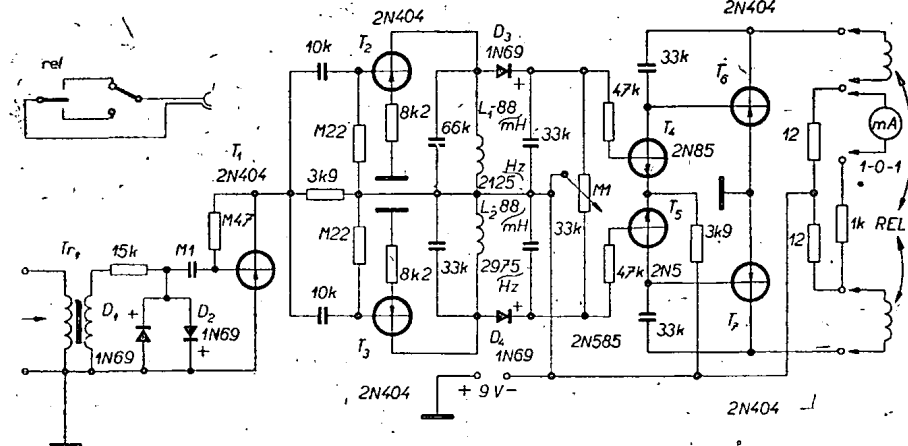 2N404
2N404
rel
10k
T2
D3
1N69
33k
T6
8k2
66k
L1-88
mH
33k
47k
T4
2N85
12
mA
1-0-1
T1
2N404
M22
Hz
2125
3k9
M1
T5
M47
L2-88
mH
33k
3k9
1k
REL
M22
12
Tr1
15k
M1
33k
2975
Hz
47k
2N5
8k2
D1
D2
1N69
10k
1N69
T3
D4
1N69
2N585
33k
T7
2N404
+ 9V -
2N404